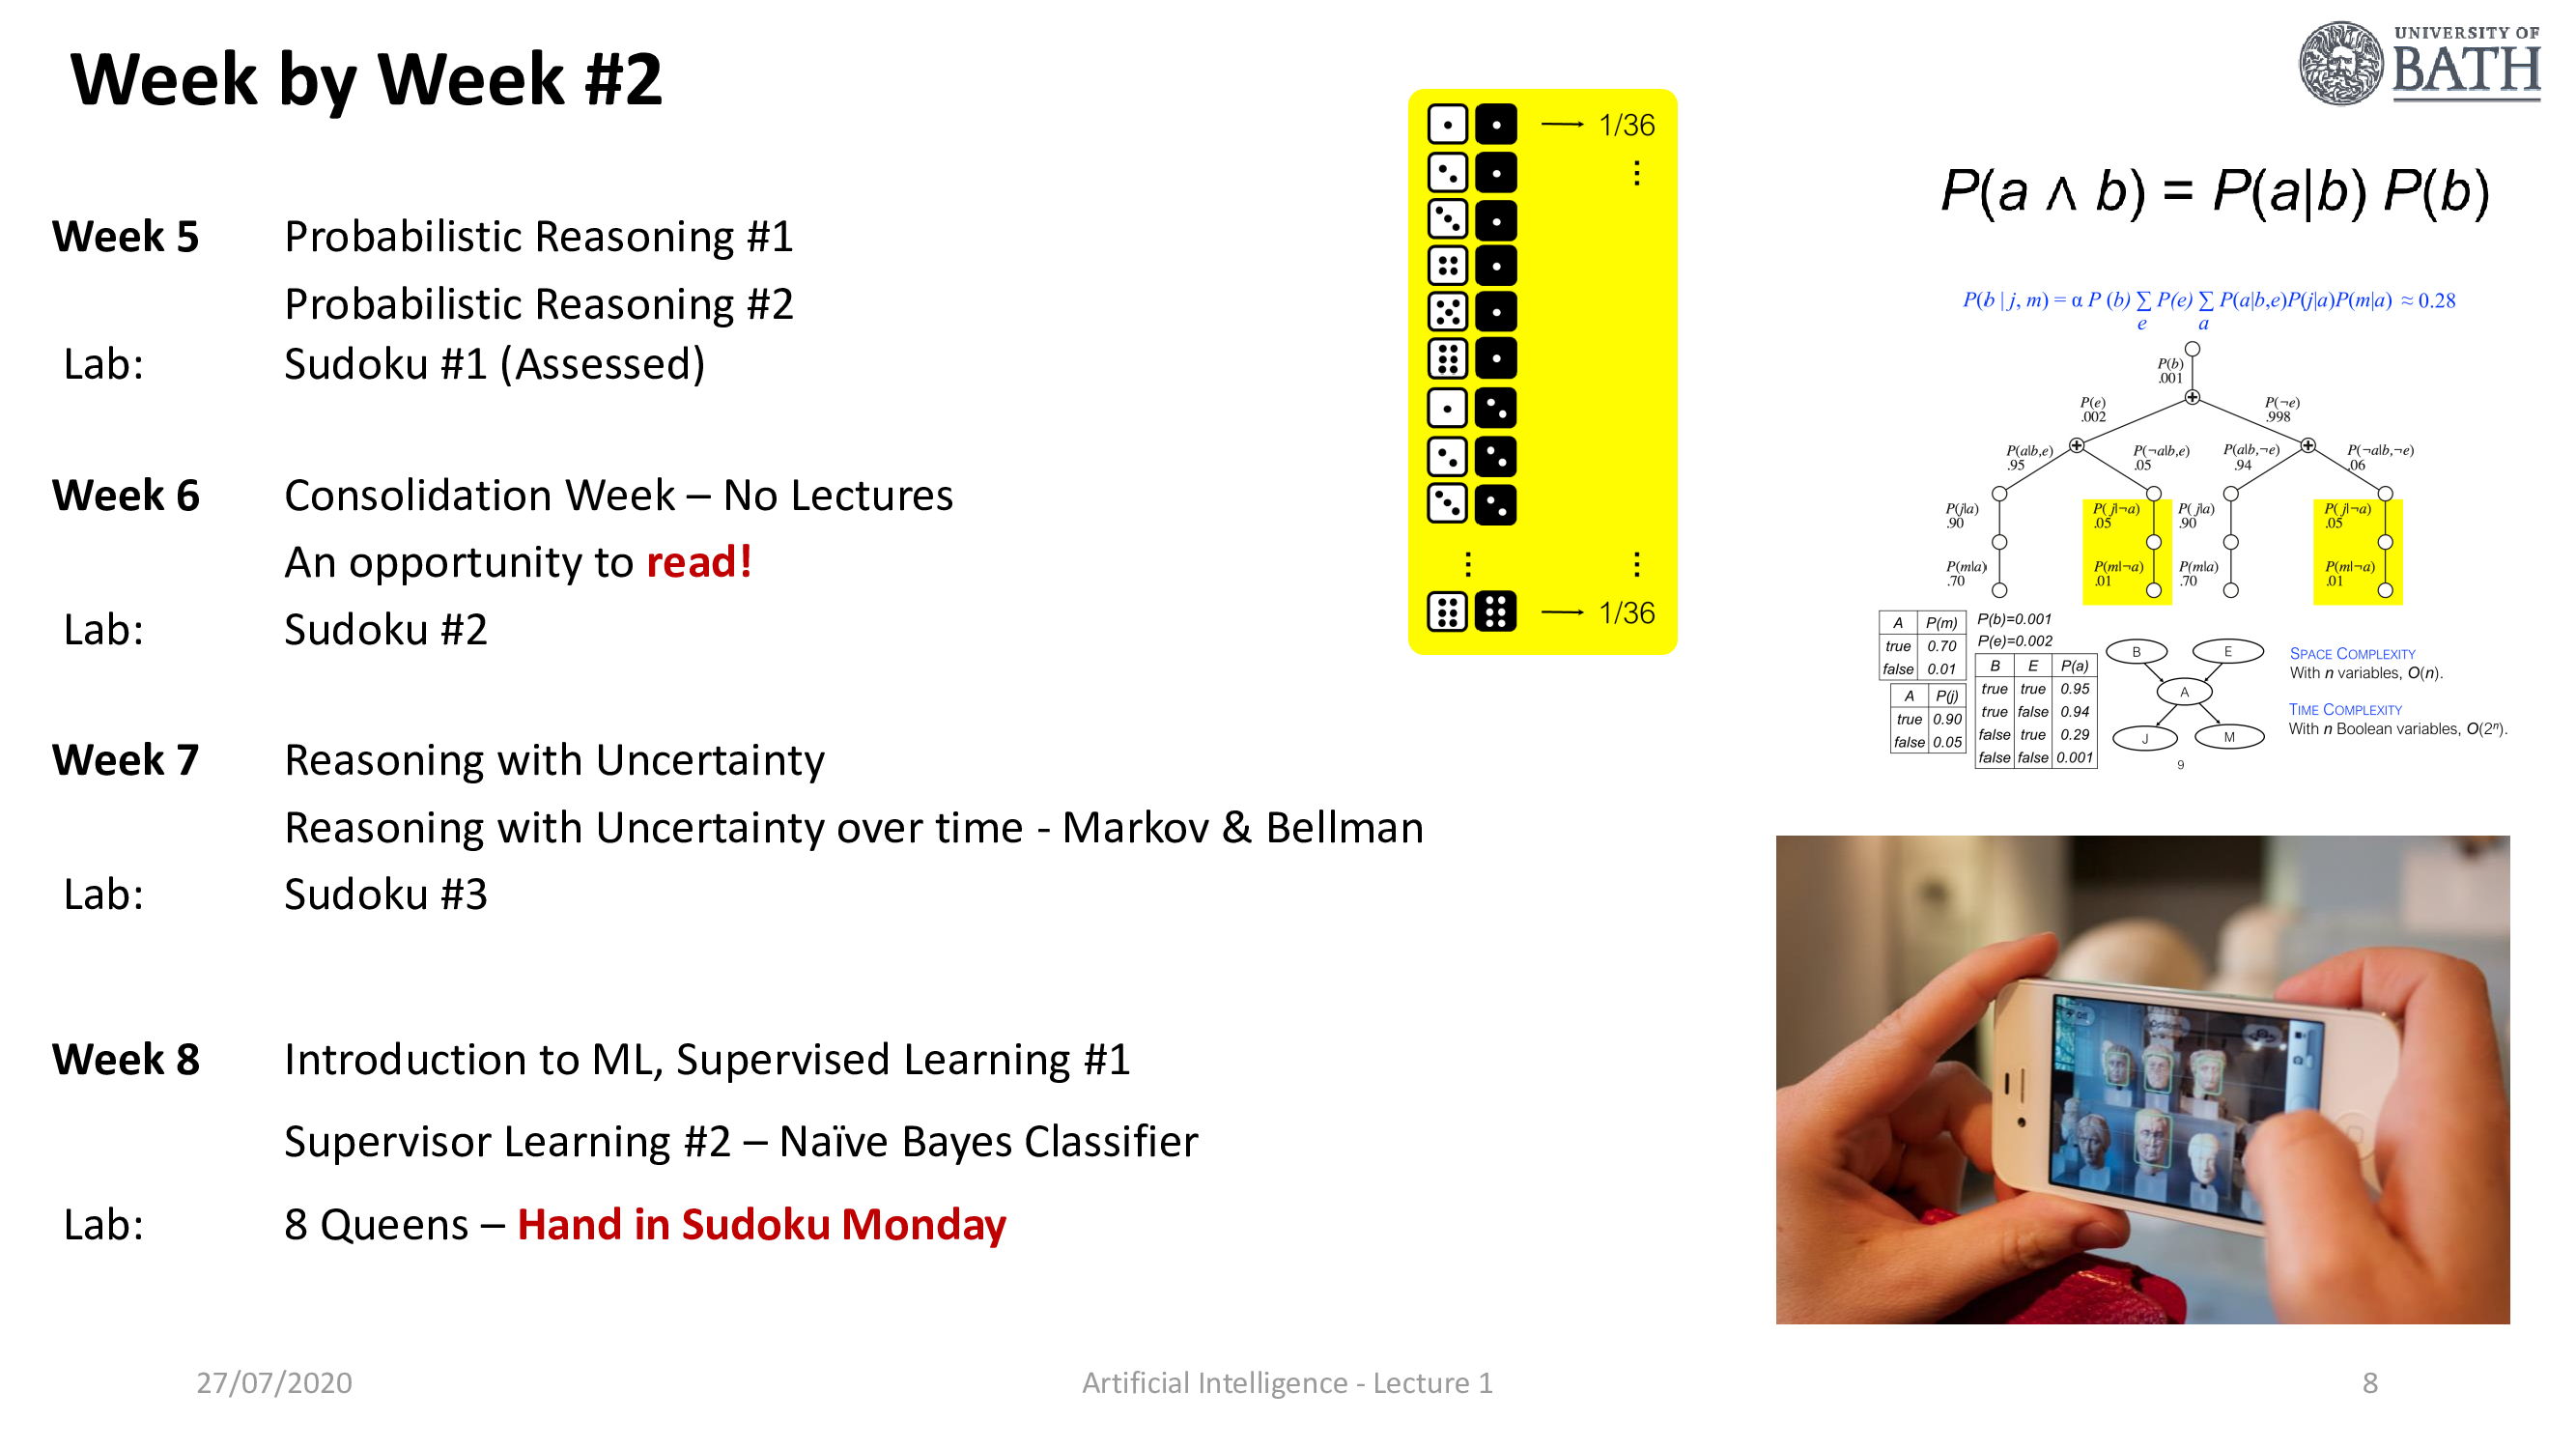 Week by Week #2
UNIVERSITY OF
BATH
Week 5 Probabilistic Reasoning #1
Probabilistic Reasoning #2
Lab: Sudoku #1 (Assessed)
Week 6 Consolidation Week – No Lectures
An opportunity to read!
Lab: Sudoku #2
Week 7 Reasoning with Uncertainty
Reasoning with Uncertainty over time - Markov & Bellman
Lab: Sudoku #3
Week 8 Introduction to ML, Supervised Learning #1
Supervisor Learning #2 – Naïve Bayes Classifier
Lab: 8 Queens – Hand in Sudoku Monday
1/36
⋮
⋮ ⋮
1/36
P(a ∧ b) = P(a|b) P(b)
P(b | j, m) = α P (b) ∑ P(e) ∑ P(a|b,e)P(j|a)P(m|a) ≈ 0.28
e a
P(b)
.001
P(e) P(¬e)
.002 .998
P(a|b,e) P(¬a|b,e) P(a|b,¬e) P(¬a|b,¬e)
.95 .05 .94 .06
P(j|a) P(j|¬a) P(j|a) P(j|¬a)
.90 .05 .90 .05
P(m|a) P(m|¬a) P(m|a) P(m|¬a)
.70 .01 .70 .01
A P(m)
true 0.70
false 0.01
A P(j)
true 0.90
false 0.05
P(b)=0.001
P(e)=0.002
B E P(a)
true true 0.95
true false 0.94
false true 0.29
false false 0.001
B E
A
J M
9
SPACE COMPLEXITY
With n variables, O(n).
TIME COMPLEXITY
With n Boolean variables, O(2ⁿ).
Options
27/07/2020 Artificial Intelligence - Lecture 1 8